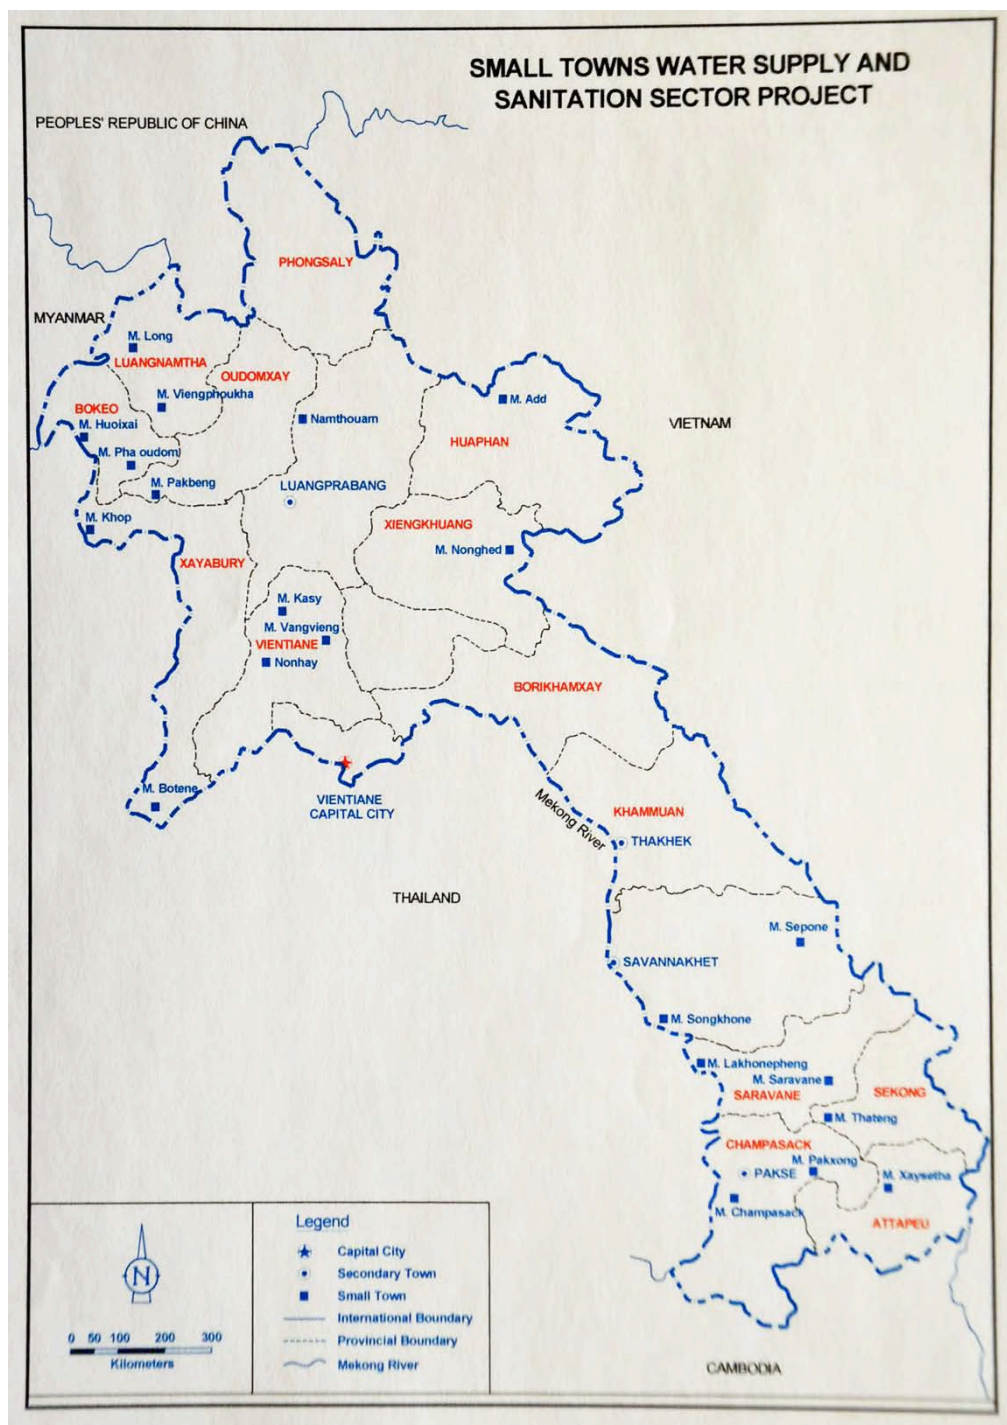 SMALL TOWNS WATER SUPPLY AND
SANITATION SECTOR PROJECT
PEOPLES' REPUBLIC OF CHINA
PHONGSALY
MYANMAR
M. Long
LUANGNAMTHA
OUDOMXAY
M. Viengphoukha
BOKEO
M. Huoixai
Namthouam
M. Add
VIETNAM
HUAPHAN
M. Pha oudom
M. Pakbeng
LUANGPRABANG
M. Khop
XIENGKHUANG
M. Nonghed
XAYABURY
M. Kasy
M. Vangvieng
VIENTIANE
Nonhay
BORIKHAMXAY
M. Botene
VIENTIANE
CAPITAL CITY
Mekong River
KHAMMUAN
THAKHEK
THAILAND
M. Sepone
SAVANNAKHET
M. Songkhone
M. Lakhonepheng
M. Saravane
SARAVANE
SEKONG
M. Thateng
CHAMPASACK
M. Pakxong
PAKSE
M. Xaysetha
M. Champasack
ATTAPEU
CAMBODIA
N
0 50 100 200 300
Kilometers
Legend
Capital City
Secondary Town
Small Town
International Boundary
Provincial Boundary
Mekong River